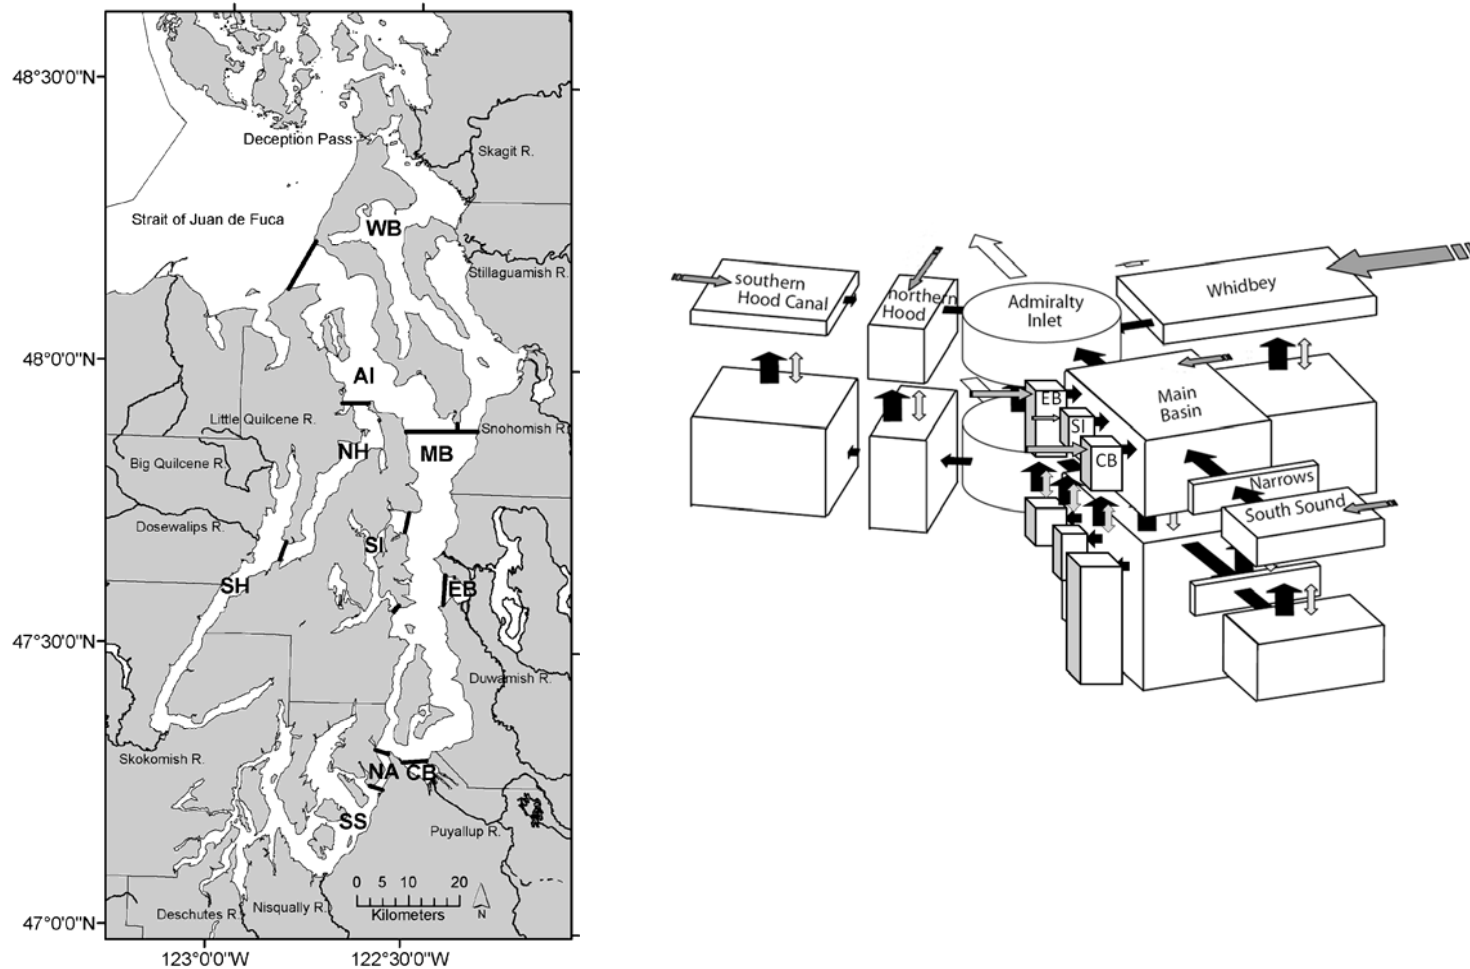 48°30'0"N
Deception Pass
Skagit R.
Strait of Juan de Fuca
WB
Stillaguamish R.
48°0'0"N
AI
Little Quilcene R.
Snohomish R.
NH
MB
Big Quilcene R.
Dosewalips R.
SI
SH
EB
47°30'0"N
Duwamish R.
Skokomish R.
NA
CB
SS
Puyallup R.
0 5 10 20
Kilometers
N
Deschutes R.
Nisqually R.
47°0'0"N
123°0'0"W
122°30'0"W
southern
Hood Canal
northern
Hood
Admiralty
Inlet
Whidbey
EB
SI
CB
Main
Basin
Narrows
South Sound